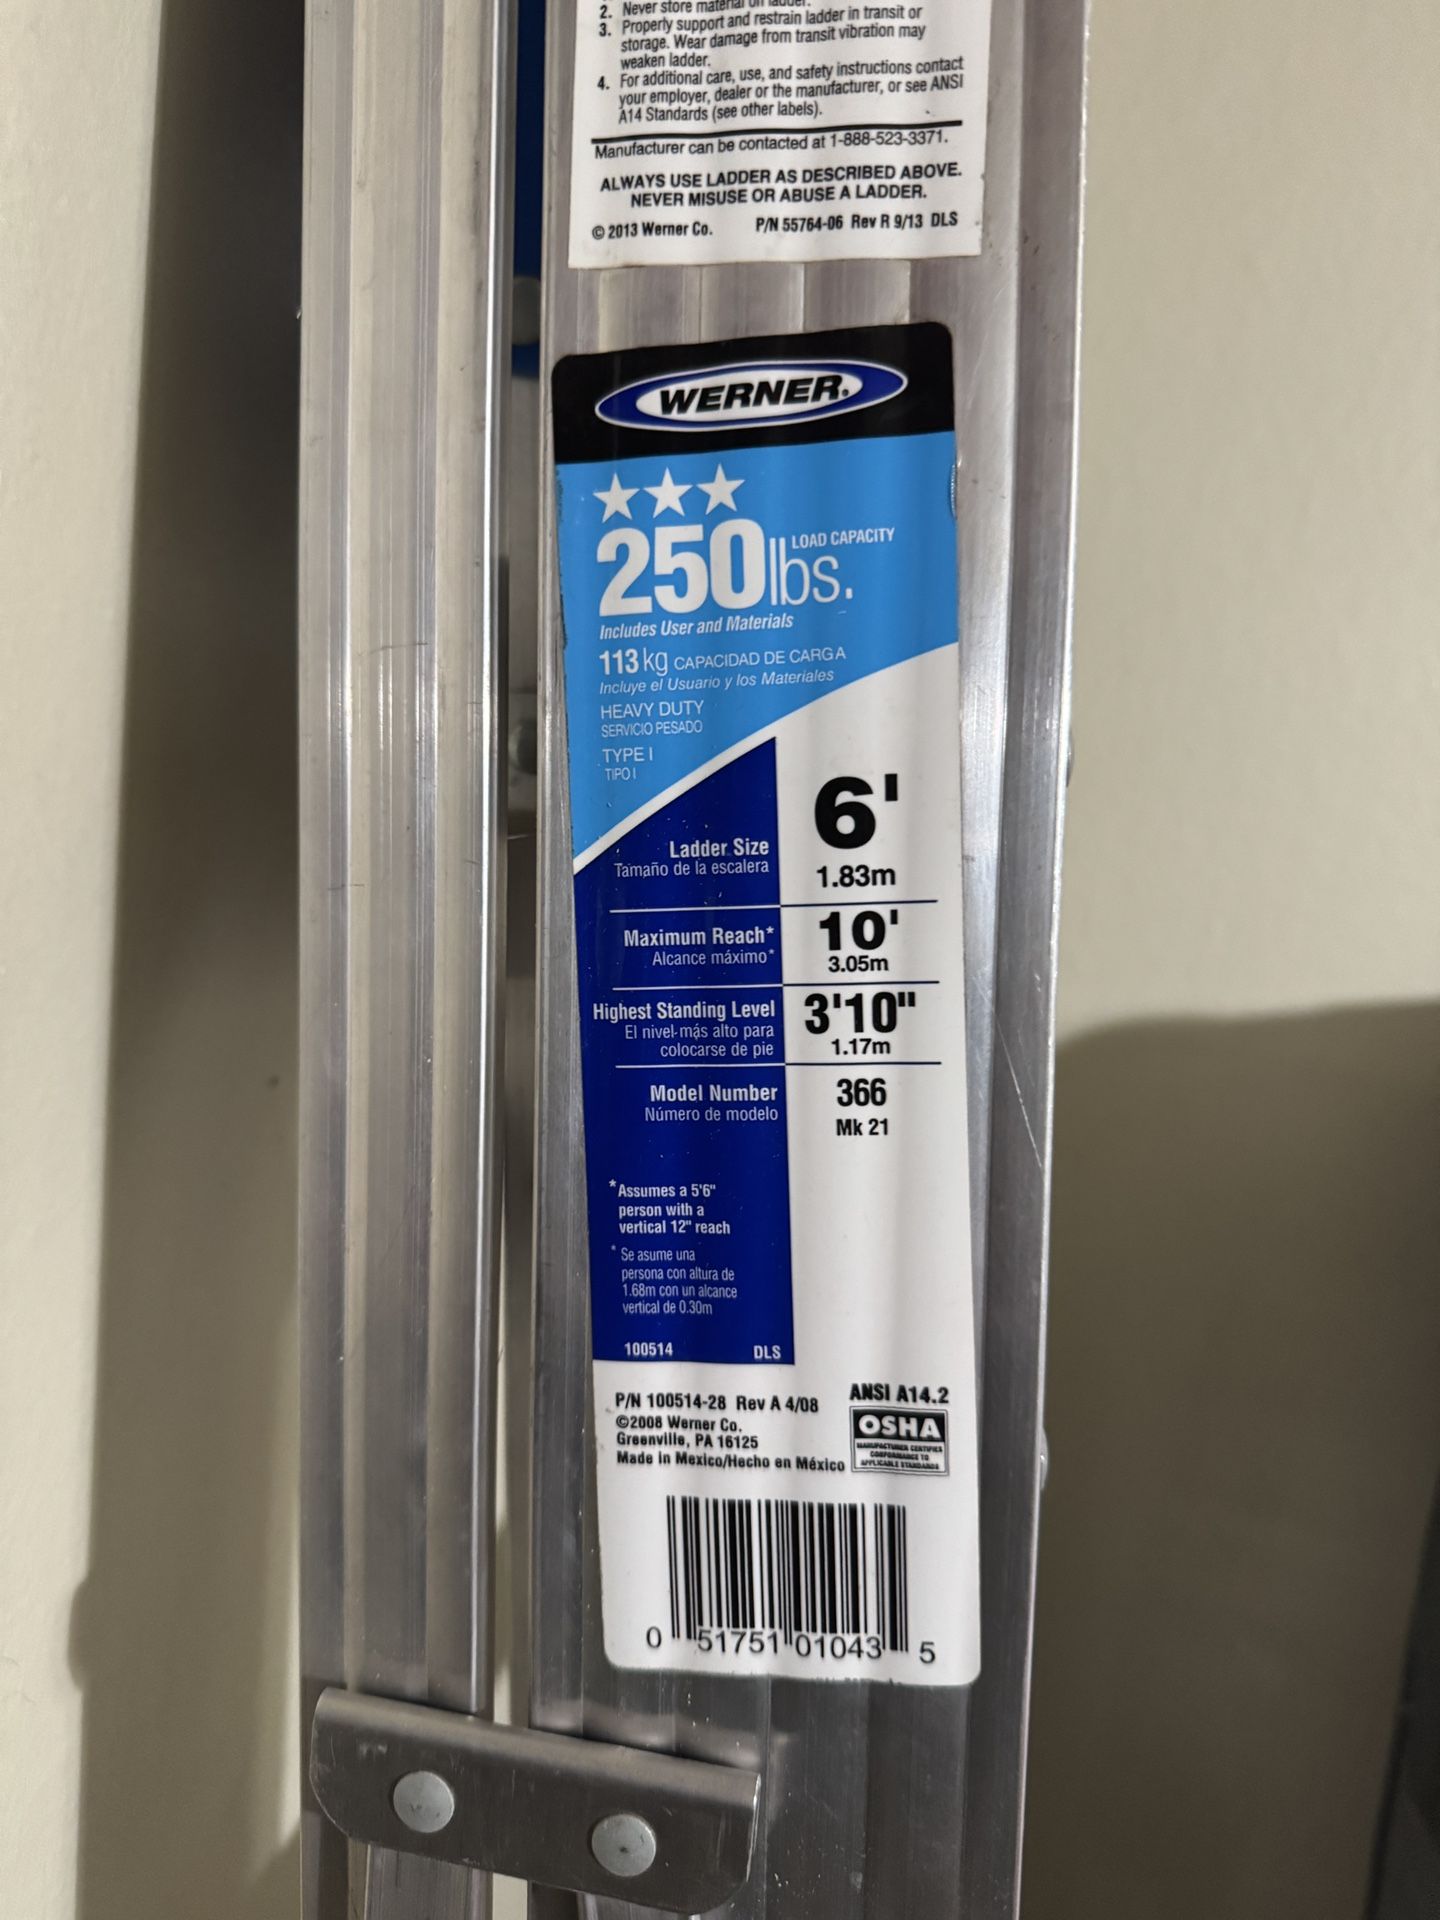 2. Never store material on ladder.
3. Properly support and restrain ladder in transit or
storage. Wear damage from transit vibration may
weaken ladder.
4. For additional care, use, and safety instructions contact
your employer, dealer or the manufacturer, or see ANSI
A14 Standards (see other labels).
Manufacturer can be contacted at 1-888-523-3371.
ALWAYS USE LADDER AS DESCRIBED ABOVE.
NEVER MISUSE OR ABUSE A LADDER.
© 2013 Werner Co. P/N 55764-06 Rev R 9/13 DLS
WERNER®
250 lbs. LOAD CAPACITY
Includes User and Materials
113 kg CAPACIDAD DE CARGA
Incluye el Usuario y los Materiales
HEAVY DUTY
SERVICIO PESADO
TYPE I
TIPO I
Ladder Size 6'
Tamaño de la escalera 1.83m
Maximum Reach* 10'
Alcance máximo* 3.05m
Highest Standing Level 3'10"
El nivel más alto para
colocarse de pie 1.17m
Model Number 366
Número de modelo Mk 21
*Assumes a 5'6"
person with a
vertical 12" reach
* Se asume una
persona con altura de
1.68m con un alcance
vertical de 0.30m
100514 DLS
P/N 100514-28 Rev A 4/08
©2008 Werner Co.
Greenville, PA 16125
Made in Mexico/Hecho en México
ANSI A14.2
OSHA
MANUFACTURER CERTIFIES
CONFORMANCE TO
APPLICABLE STANDARDS
0 51751 01043 5